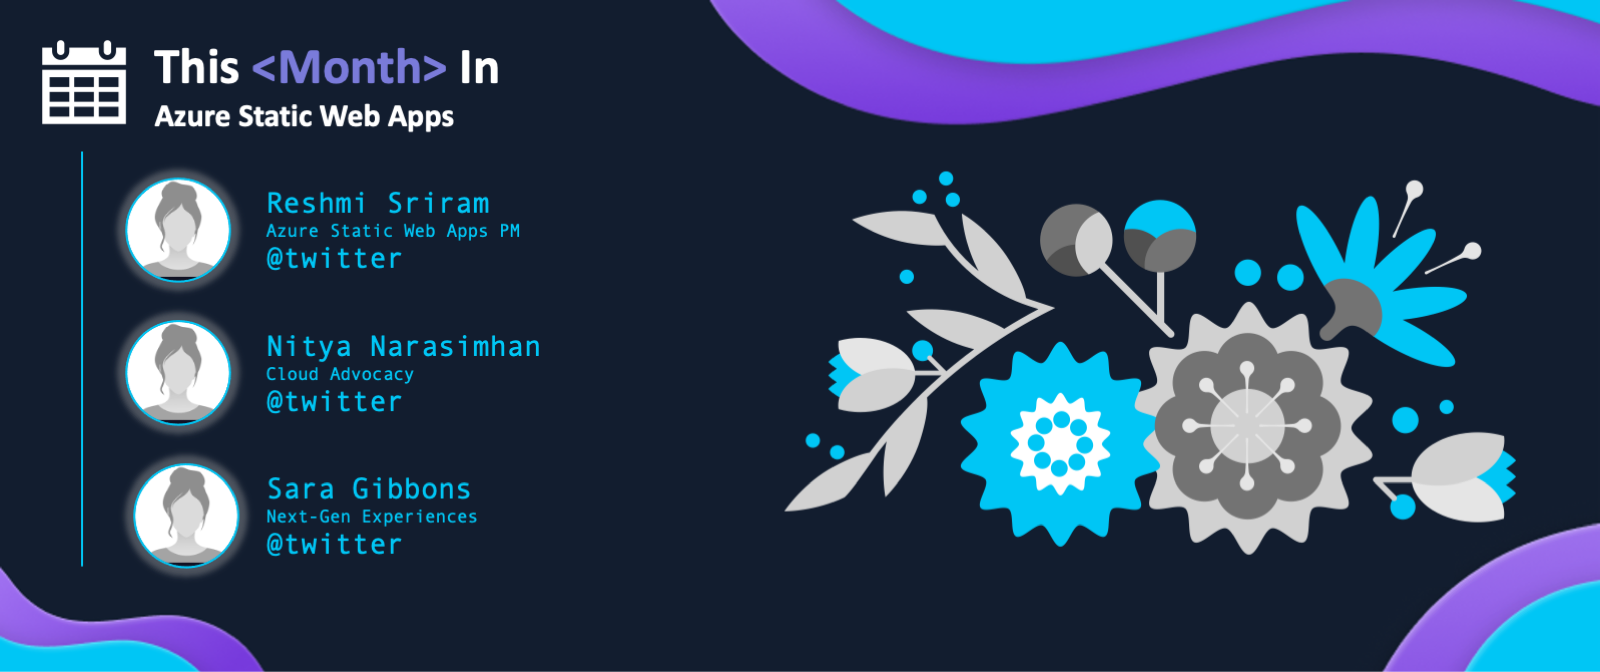 This <Month> In
Azure Static Web Apps
Reshmi Sriram
Azure Static Web Apps PM
@twitter
Nitya Narasimhan
Cloud Advocacy
@twitter
Sara Gibbons
Next-Gen Experiences
@twitter